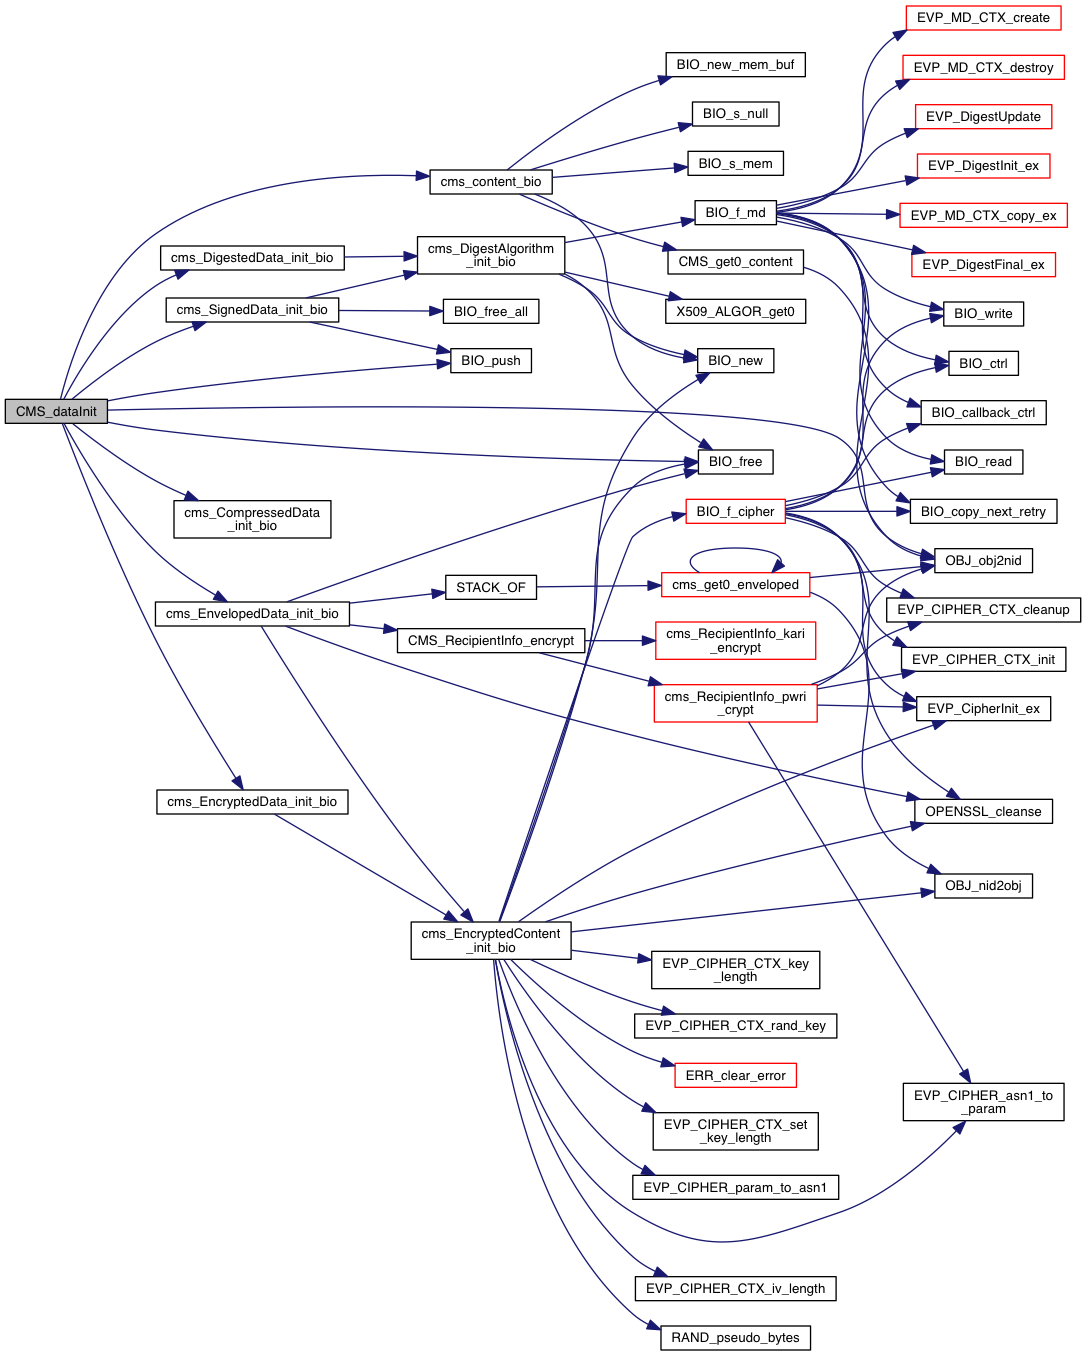 EVP_MD_CTX_create
BIO_new_mem_buf
EVP_MD_CTX_destroy
BIO_s_null
EVP_DigestUpdate
BIO_s_mem
EVP_DigestInit_ex
cms_content_bio
BIO_f_md
EVP_MD_CTX_copy_ex
cms_DigestedData_init_bio
cms_DigestAlgorithm
_init_bio
CMS_get0_content
EVP_DigestFinal_ex
cms_SignedData_init_bio
BIO_free_all
X509_ALGOR_get0
BIO_write
BIO_push
BIO_new
BIO_ctrl
CMS_dataInit
BIO_callback_ctrl
BIO_free
BIO_read
cms_CompressedData
_init_bio
BIO_f_cipher
BIO_copy_next_retry
OBJ_obj2nid
STACK_OF
cms_get0_enveloped
cms_EnvelopedData_init_bio
EVP_CIPHER_CTX_cleanup
CMS_RecipientInfo_encrypt
cms_RecipientInfo_kari
_encrypt
EVP_CIPHER_CTX_init
cms_RecipientInfo_pwri
_crypt
EVP_CipherInit_ex
cms_EncryptedData_init_bio
OPENSSL_cleanse
OBJ_nid2obj
cms_EncryptedContent
_init_bio
EVP_CIPHER_CTX_key
_length
EVP_CIPHER_CTX_rand_key
ERR_clear_error
EVP_CIPHER_asn1_to
_param
EVP_CIPHER_CTX_set
_key_length
EVP_CIPHER_param_to_asn1
EVP_CIPHER_CTX_iv_length
RAND_pseudo_bytes